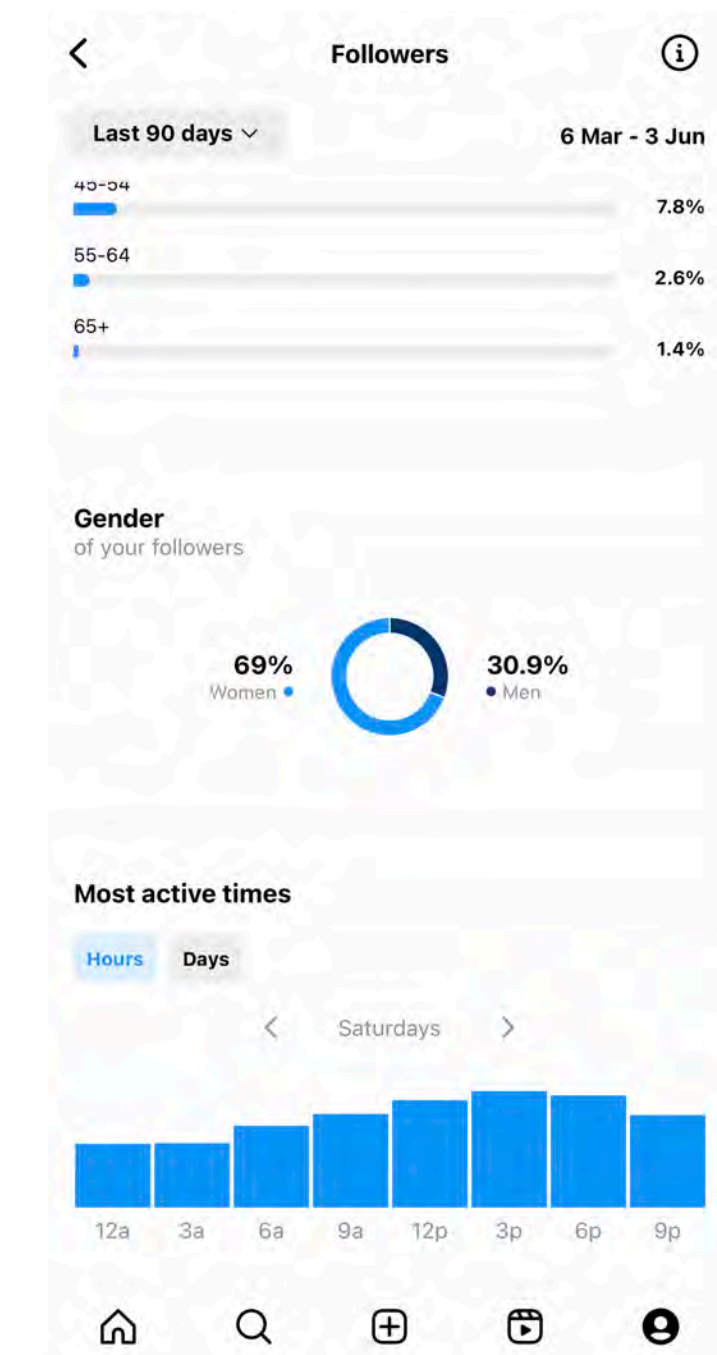 Followers
Last 90 days
6 Mar - 3 Jun
45-54
7.8%
55-64
2.6%
65+
1.4%
Gender
of your followers
69%
Women
30.9%
Men
Most active times
Hours Days
Saturdays
12a 3a 6a 9a 12p 3p 6p 9p